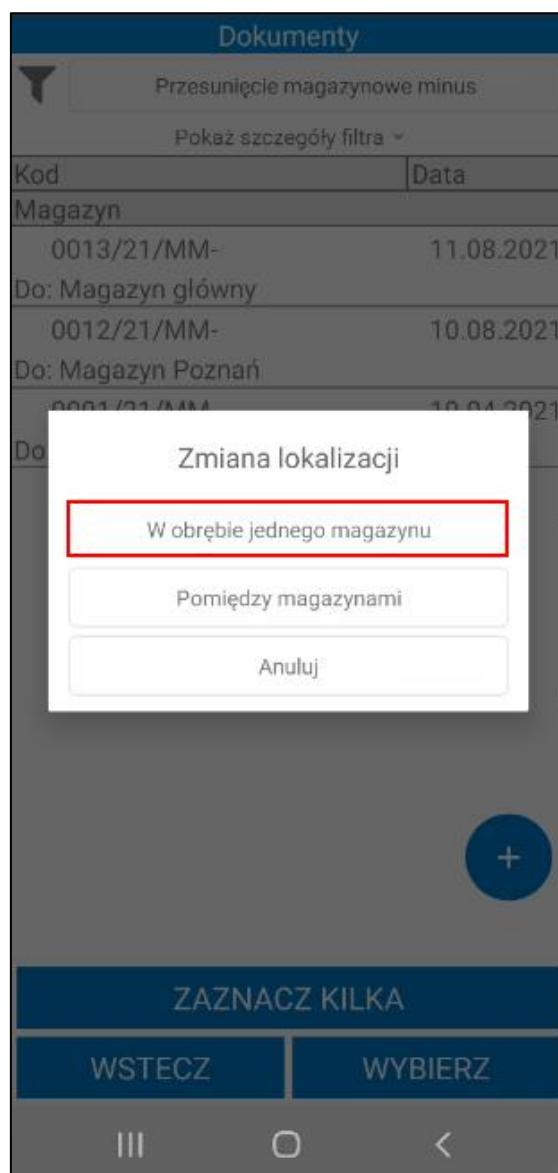 Dokumenty
Przesunięcie magazynowe minus
Pokaż szczegóły filtra
Kod Data
Magazyn
0013/21/MM- 11.08.2021
Do: Magazyn główny
0012/21/MM- 10.08.2021
Do: Magazyn Poznań
Do
Zmiana lokalizacji
W obrębie jednego magazynu
Pomiędzy magazynami
Anuluj
+
ZAZNACZ KILKA
WSTECZ WYBIERZ